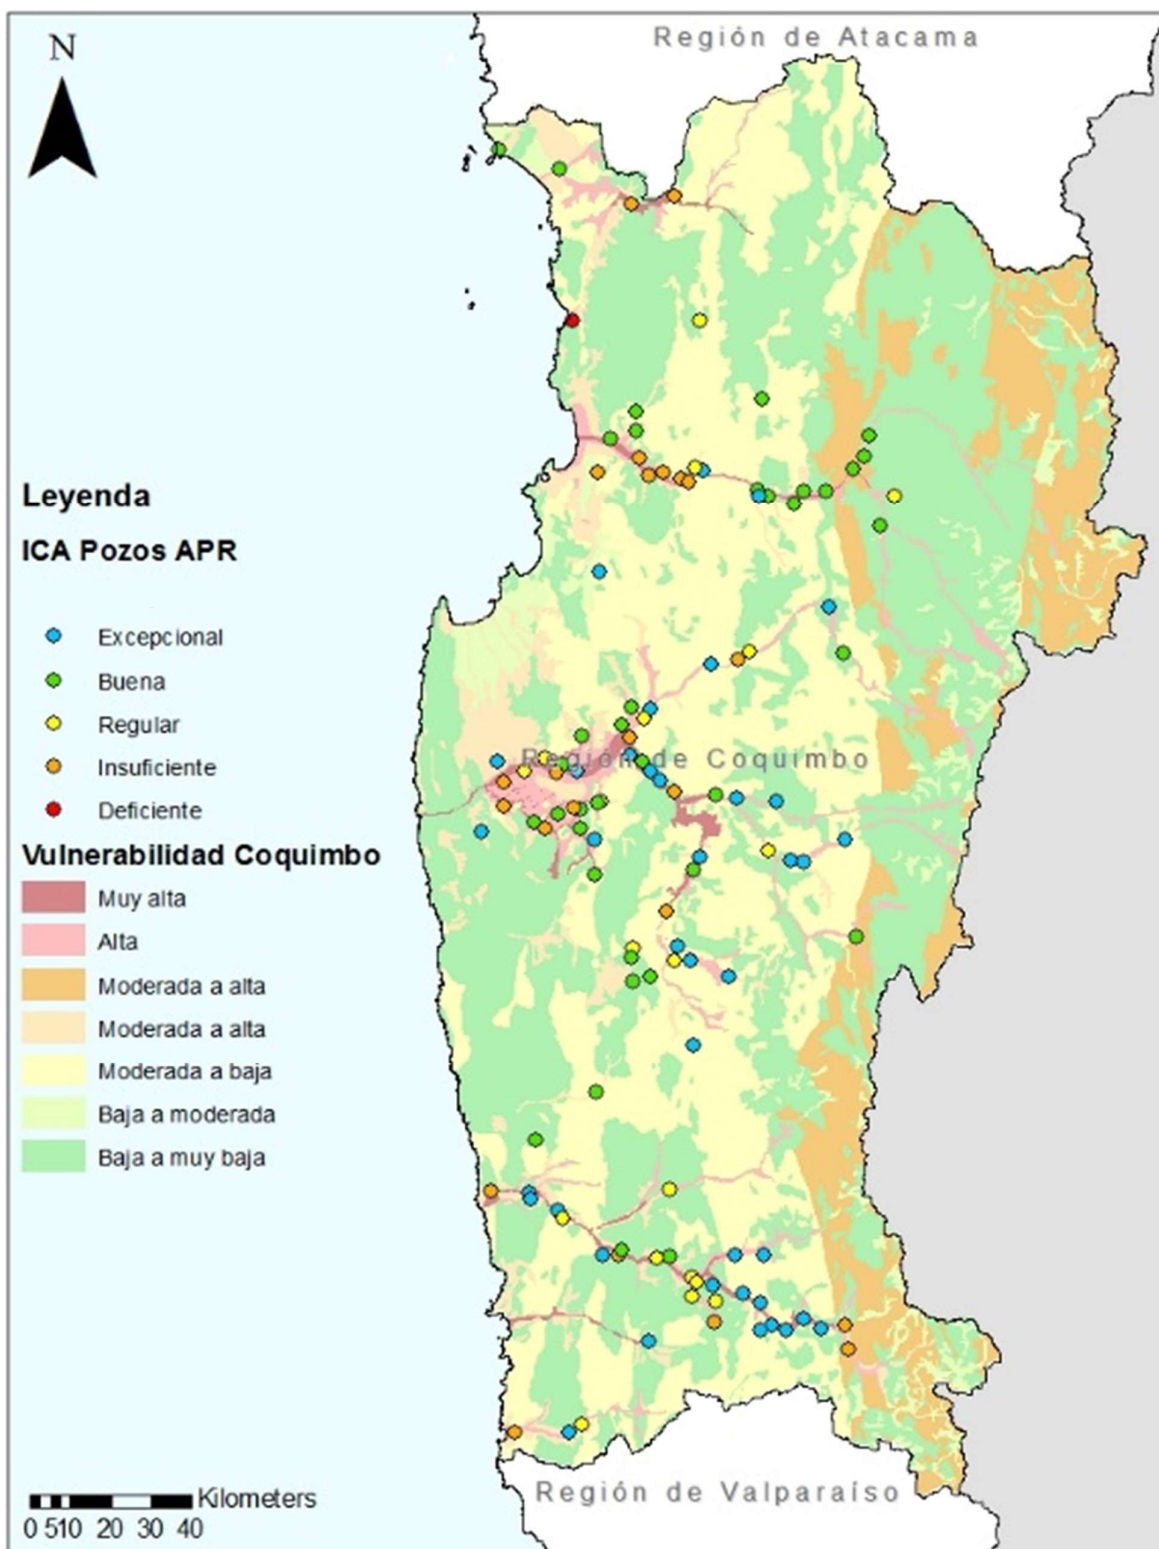 Región de Atacama
N
Leyenda
ICA Pozos APR
Excepcional
Buena
Regular
Insuficiente
Deficiente
Región de Coquimbo
Vulnerabilidad Coquimbo
Muy alta
Alta
Moderada a alta
Moderada a alta
Moderada a baja
Baja a moderada
Baja a muy baja
Región de Valparaíso
Kilometers
0 510 20 30 40